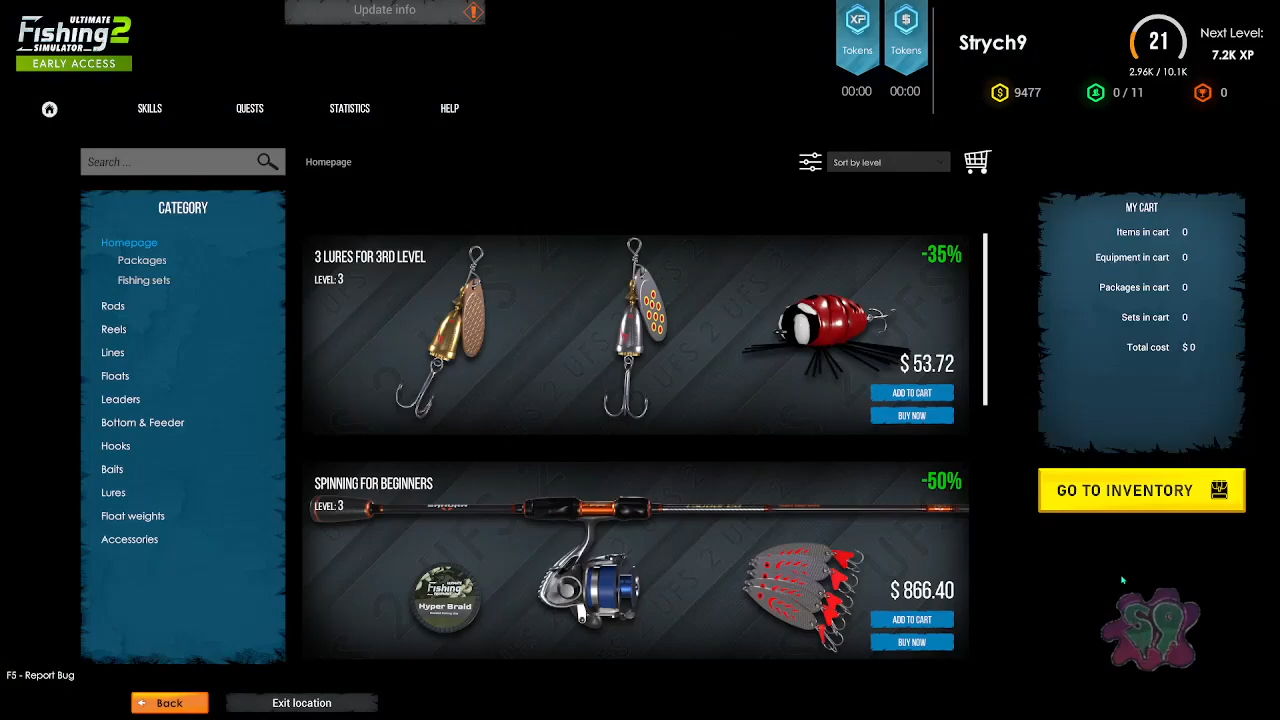 ULTIMATE
Fishing 2
SIMULATOR
EARLY ACCESS
Update info
XP
Tokens
00:00
$
Tokens
00:00
Strych9
21
2.96K / 10.1K
Next Level:
7.2K XP
9477
0 / 11
0
SKILLS
QUESTS
STATISTICS
HELP
Search ...
Homepage
Sort by level
CATEGORY
Homepage
Packages
Fishing sets
Rods
Reels
Lines
Floats
Leaders
Bottom & Feeder
Hooks
Baits
Lures
Float weights
Accessories
3 LURES FOR 3RD LEVEL
LEVEL: 3
-35%
$ 53.72
ADD TO CART
BUY NOW
SPINNING FOR BEGINNERS
LEVEL: 3
-50%
Fishing
Hyper Braid
$ 866.40
ADD TO CART
BUY NOW
MY CART
Items in cart 0
Equipment in cart 0
Packages in cart 0
Sets in cart 0
Total cost $ 0
GO TO INVENTORY
S9
F5 - Report Bug
Back
Exit location